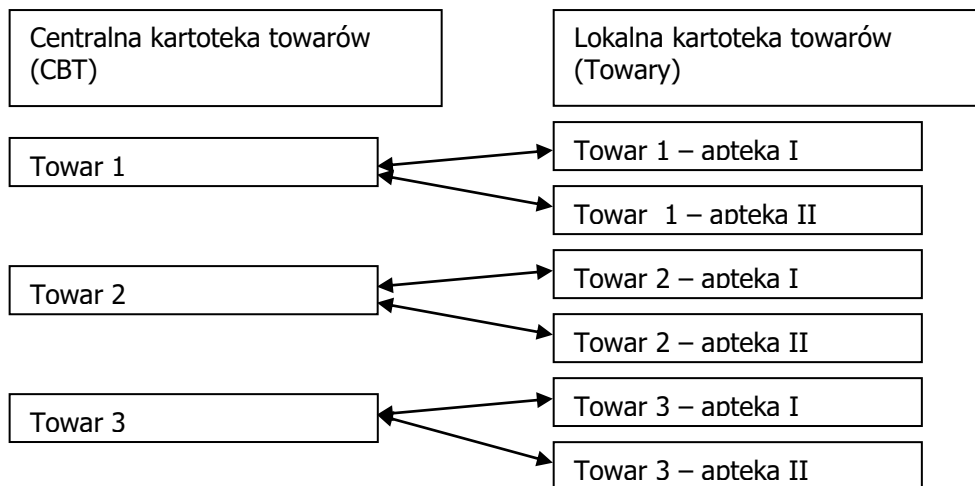 Centralna kartoteka towarów
(CBT)
Lokalna kartoteka towarów
(Towary)
Towar 1
Towar 1 – apteka I
Towar  1 – apteka II
Towar 2
Towar 2 – apteka I
Towar 2 – apteka II
Towar 3
Towar 3 – apteka I
Towar 3 – apteka II